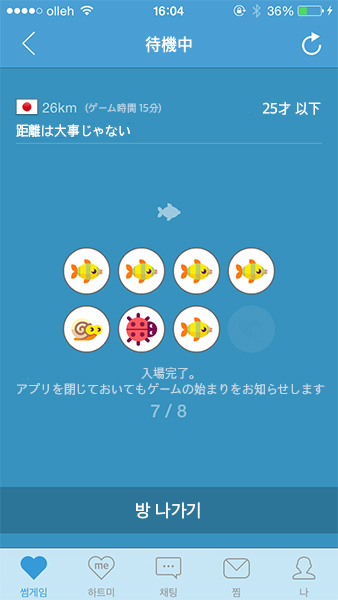 olleh 16:04 36%
待機中
26km (ゲーム時間 15分) 25才 以下
距離は大事じゃない
入場完了。
アプリを閉じておいてもゲームの始まりをお知らせします
7 / 8
방 나가기
me
썸게임 하트미 채팅 찜 나